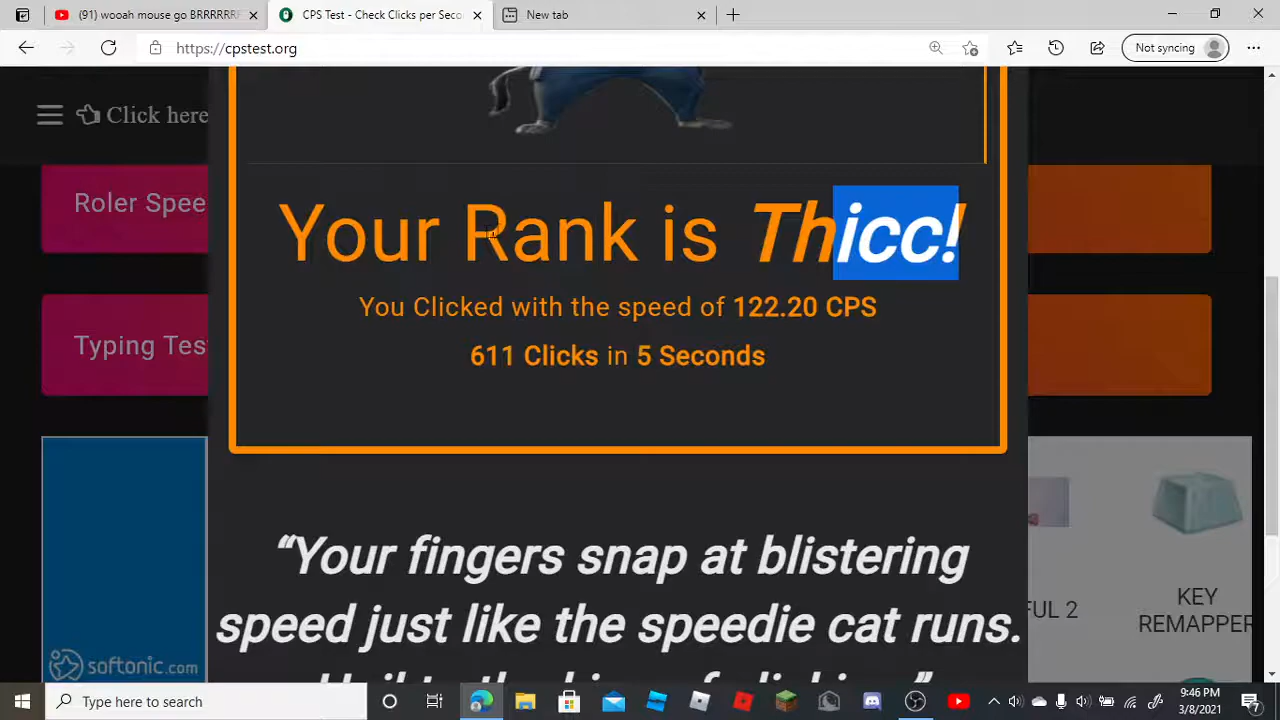 (91) wooah mouse go BRRRRRR
CPS Test - Check Clicks per Seco
New tab
https://cpstest.org
Not syncing
Click here
Roler Spee
Your Rank is Thicc!
You Clicked with the speed of 122.20 CPS
611 Clicks in 5 Seconds
Typing Tes
“Your fingers snap at blistering
speed just like the speedie cat runs.
FUL 2
KEY
REMAPPER
softonic.com
Type here to search
9:46 PM
3/8/2021
7